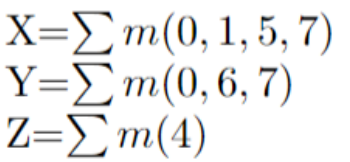 X=∑ m(0, 1, 5, 7)
Y=∑ m(0, 6, 7)
Z=∑ m(4)